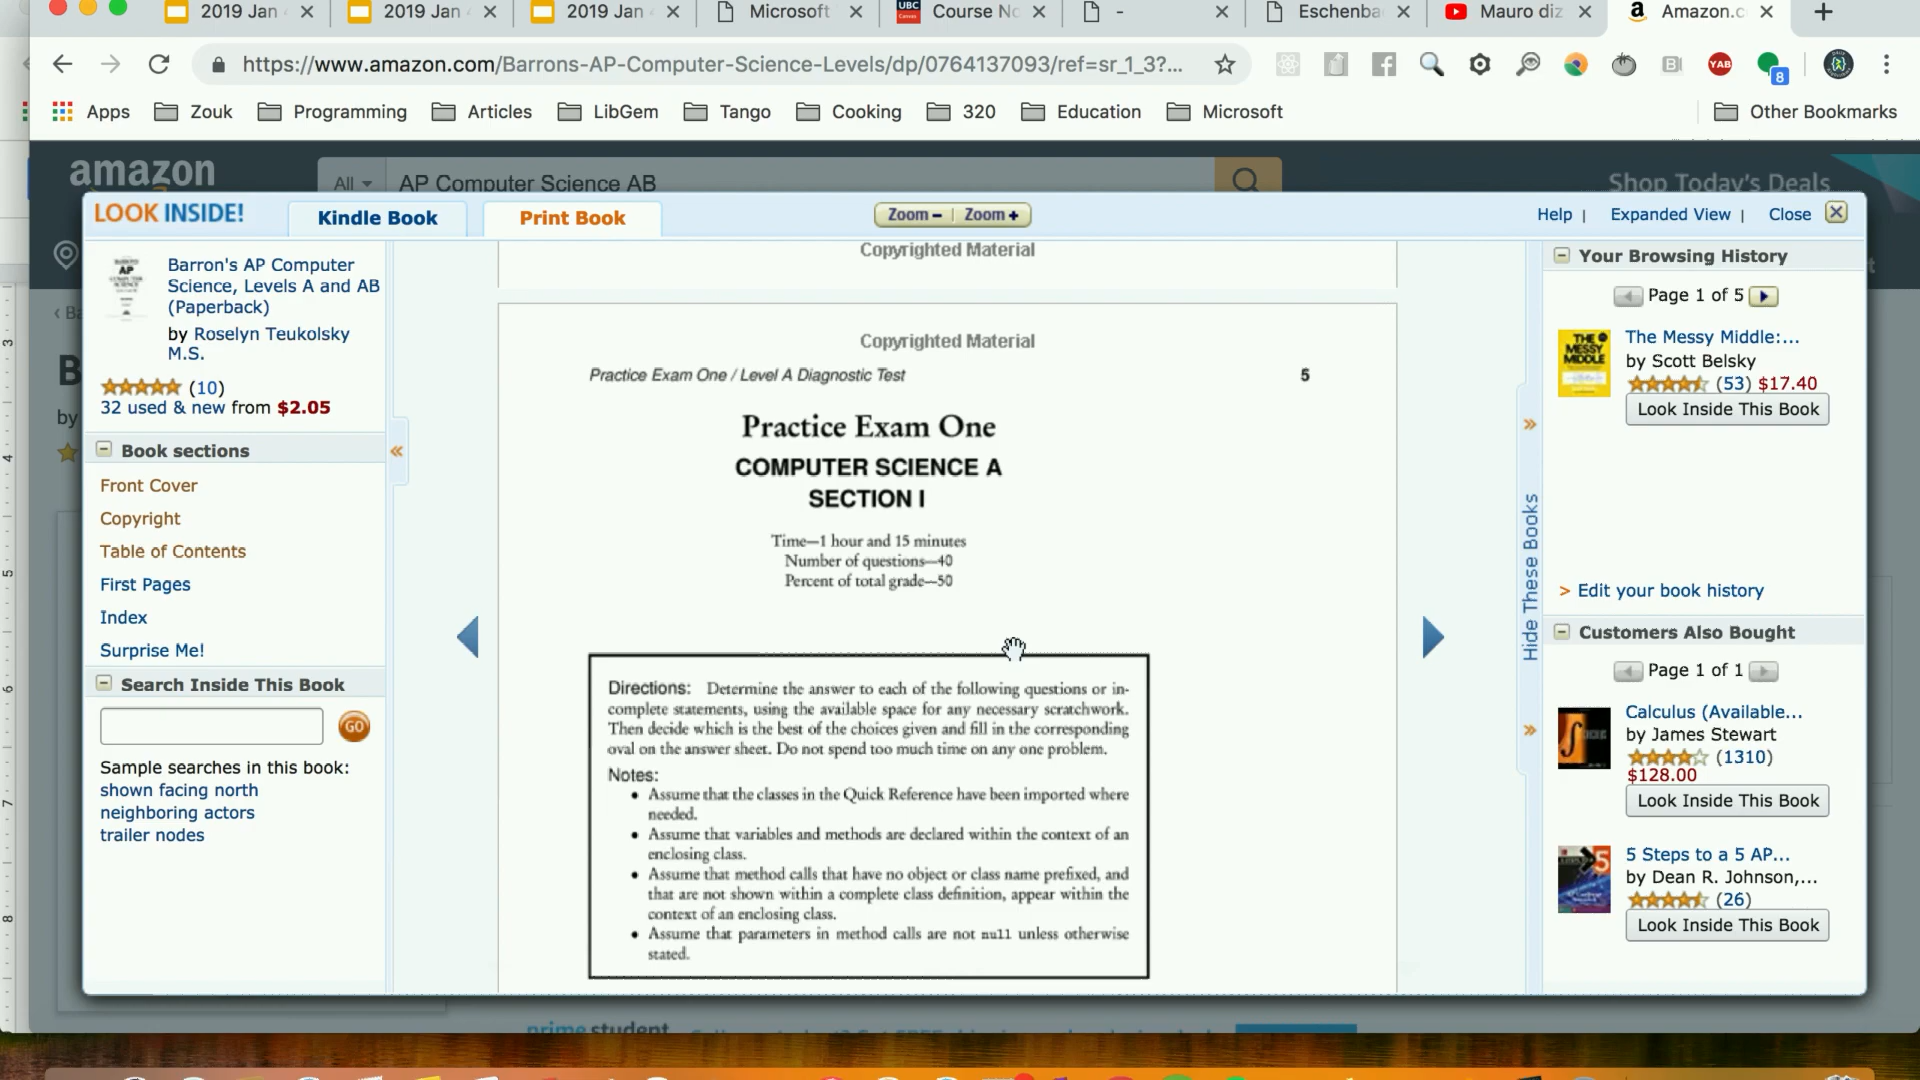 2019 Jan
2019 Jan
2019 Jan
Microsoft
UBC
Canvas
Course No
-
Eschenba
Mauro diz
Amazon.c
https://www.amazon.com/Barrons-AP-Computer-Science-Levels/dp/0764137093/ref=sr_1_3?...
YAB
8
Apps
Zouk
Programming
Articles
LibGem
Tango
Cooking
320
Education
Microsoft
Other Bookmarks
amazon
All
AP Computer Science AB
Shop Today's Deals
LOOK INSIDE!
Kindle Book
Print Book
Zoom –
Zoom +
Help |
Expanded View |
Close
Barron's AP Computer
Science, Levels A and AB
(Paperback)
by Roselyn Teukolsky
M.S.
(10)
32 used & new from $2.05
Book sections
Front Cover
Copyright
Table of Contents
First Pages
Index
Surprise Me!
Search Inside This Book
GO
Sample searches in this book:
shown facing north
neighboring actors
trailer nodes
‹ Ba
B
by
3
4
5
6
7
8
Copyrighted Material
Copyrighted Material
Practice Exam One / Level A Diagnostic Test
5
Practice Exam One
COMPUTER SCIENCE A
SECTION I
Time—1 hour and 15 minutes
Number of questions—40
Percent of total grade—50
Directions: Determine the answer to each of the following questions or in-
complete statements, using the available space for any necessary scratchwork.
Then decide which is the best of the choices given and fill in the corresponding
oval on the answer sheet. Do not spend too much time on any one problem.
Notes:
• Assume that the classes in the Quick Reference have been imported where
needed.
• Assume that variables and methods are declared within the context of an
enclosing class.
• Assume that method calls that have no object or class name prefixed, and
that are not shown within a complete class definition, appear within the
context of an enclosing class.
• Assume that parameters in method calls are not null unless otherwise
stated.
Hide These Books
Your Browsing History
Page 1 of 5
The Messy Middle:...
by Scott Belsky
(53) $17.40
Look Inside This Book
> Edit your book history
Customers Also Bought
Page 1 of 1
Calculus (Available...
by James Stewart
(1310)
$128.00
Look Inside This Book
5 Steps to a 5 AP...
by Dean R. Johnson,...
(26)
Look Inside This Book
prime student